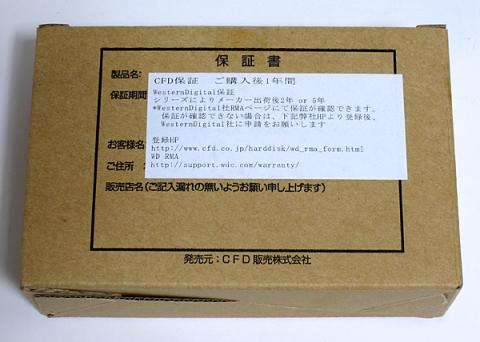 保証書
製品名:
CFD保証 ご購入後1年間
保証期間
WesternDigital保証
シリーズによりメーカー出荷後2年 or 5年
*WesternDigital社RMAページにて保証が確認できます。
保証が確認できない場合は、下記弊社HPより登録後、
WesternDigital社に申請をお願いします
登録HP
お客様名
http://www.cfd.co.jp/harddisk/wd_rma_form.html
WD RMA
ご住所 :
http://support.wdc.com/warranty/
販売店名(ご記入漏れの無いようお願い申し上げます)
発売元:CFD販売株式会社